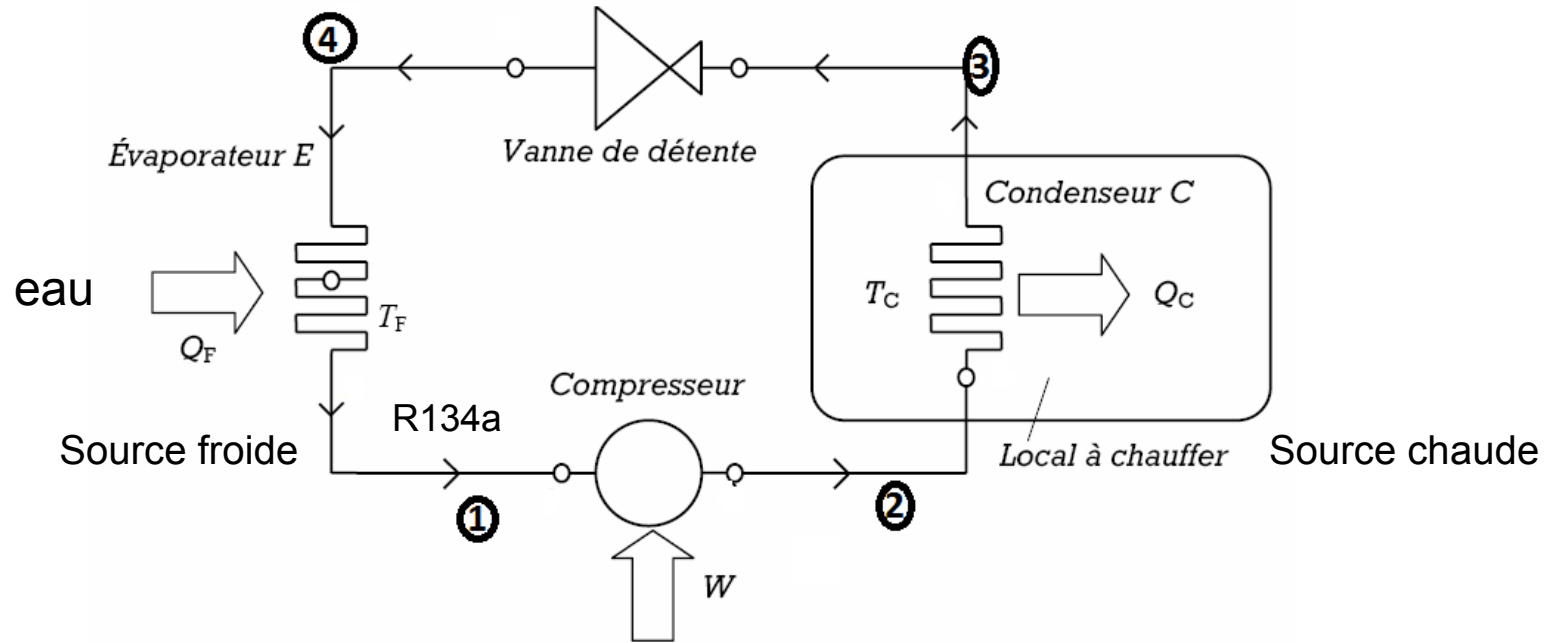 4
3
Évaporateur E
Vanne de détente
Condenseur C
eau
Q_F
T_F
T_C
Q_C
Compresseur
R134a
Source froide
Local à chauffer
Source chaude
1
2
W